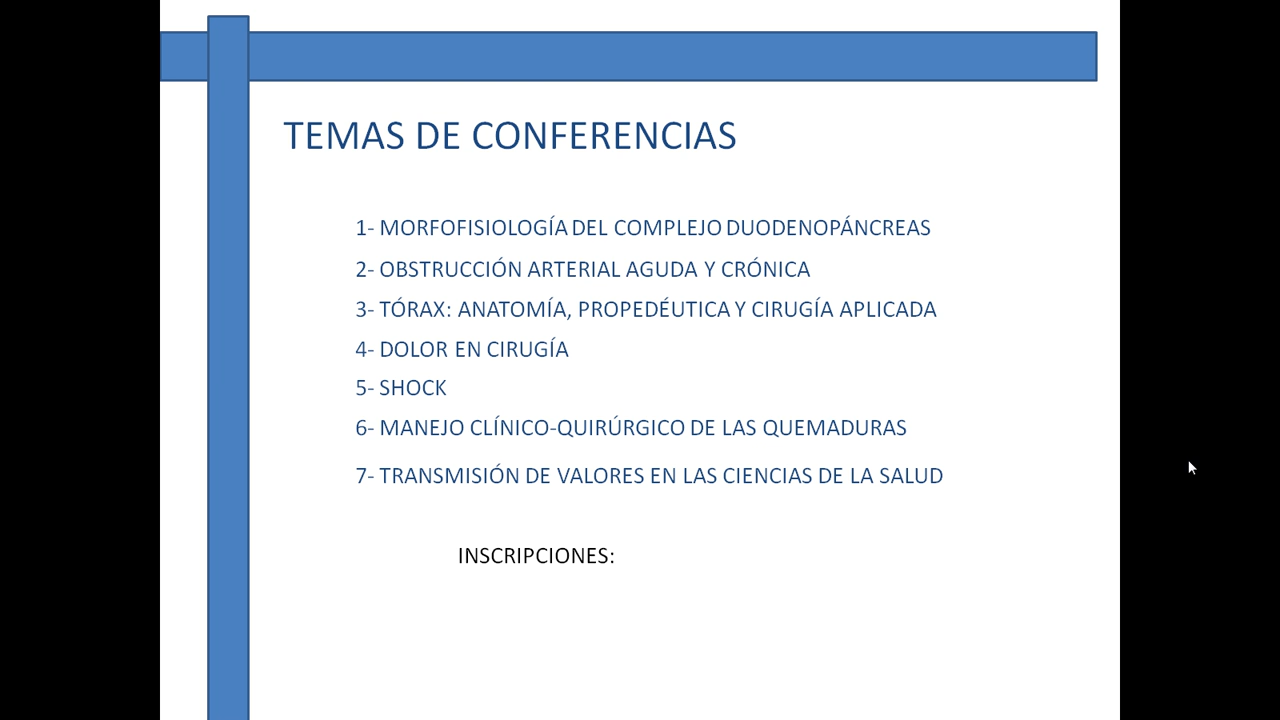 TEMAS DE CONFERENCIAS
1- MORFOFISIOLOGÍA DEL COMPLEJO DUODENOPÁNCREAS
2- OBSTRUCCIÓN ARTERIAL AGUDA Y CRÓNICA
3- TÓRAX: ANATOMÍA, PROPEDÉUTICA Y CIRUGÍA APLICADA
4- DOLOR EN CIRUGÍA
5- SHOCK
6- MANEJO CLÍNICO-QUIRÚRGICO DE LAS QUEMADURAS
7- TRANSMISIÓN DE VALORES EN LAS CIENCIAS DE LA SALUD
INSCRIPCIONES: